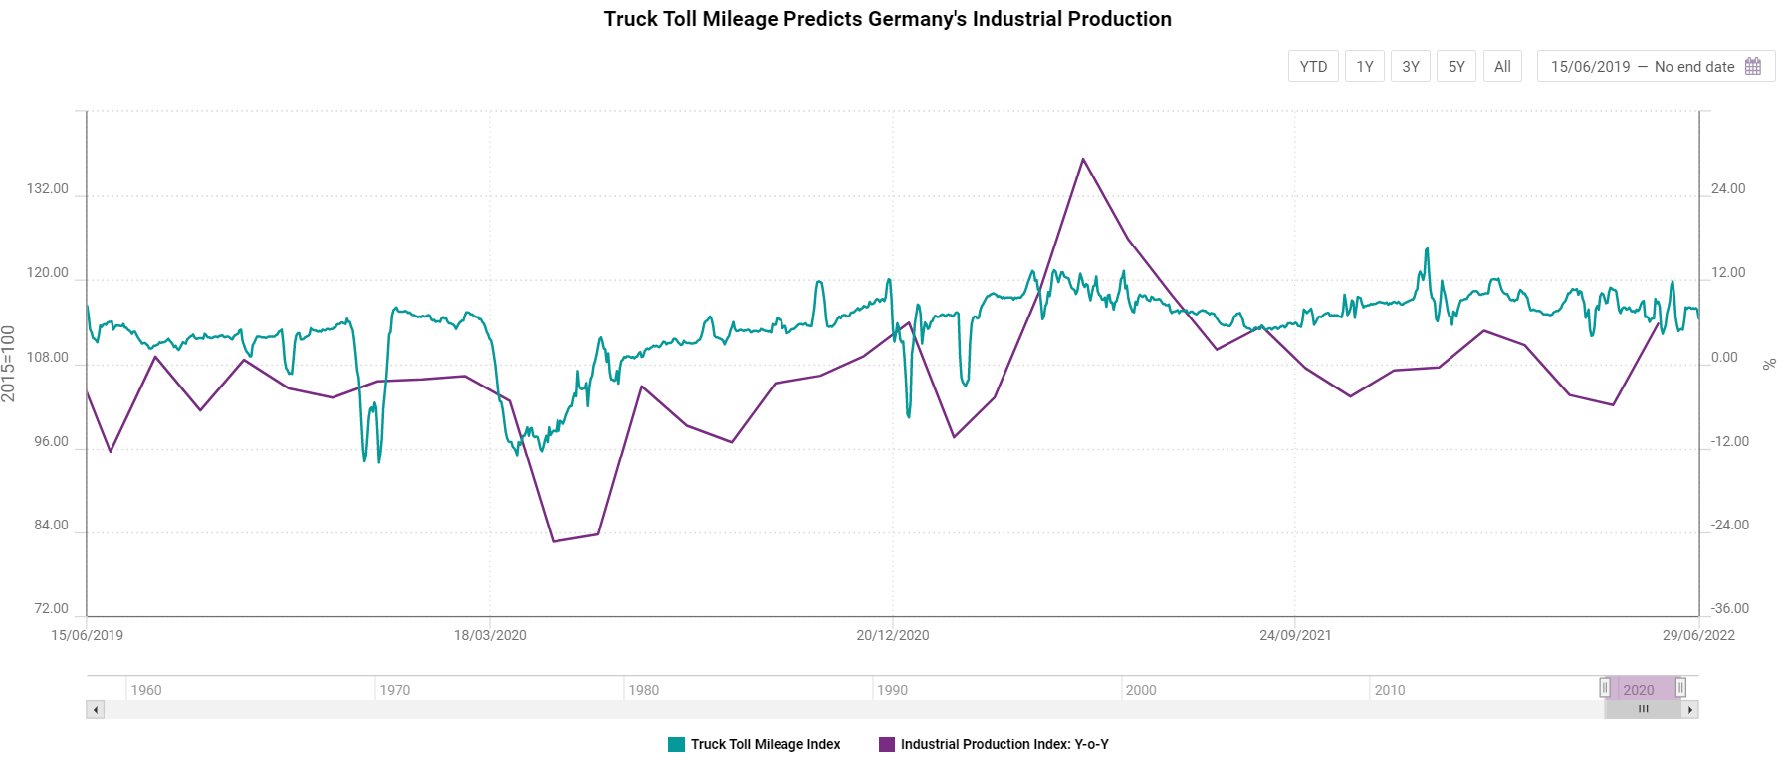 Truck Toll Mileage Predicts Germany's Industrial Production
YTD 1Y 3Y 5Y All 15/06/2019 — No end date
132.00 24.00
120.00 12.00
2015=100
108.00 0.00
%
96.00 -12.00
84.00 -24.00
72.00 -36.00
15/06/2019 18/03/2020 20/12/2020 24/09/2021 29/06/2022
1960 1970 1980 1990 2000 2010 2020
Truck Toll Mileage Index Industrial Production Index: Y-o-Y